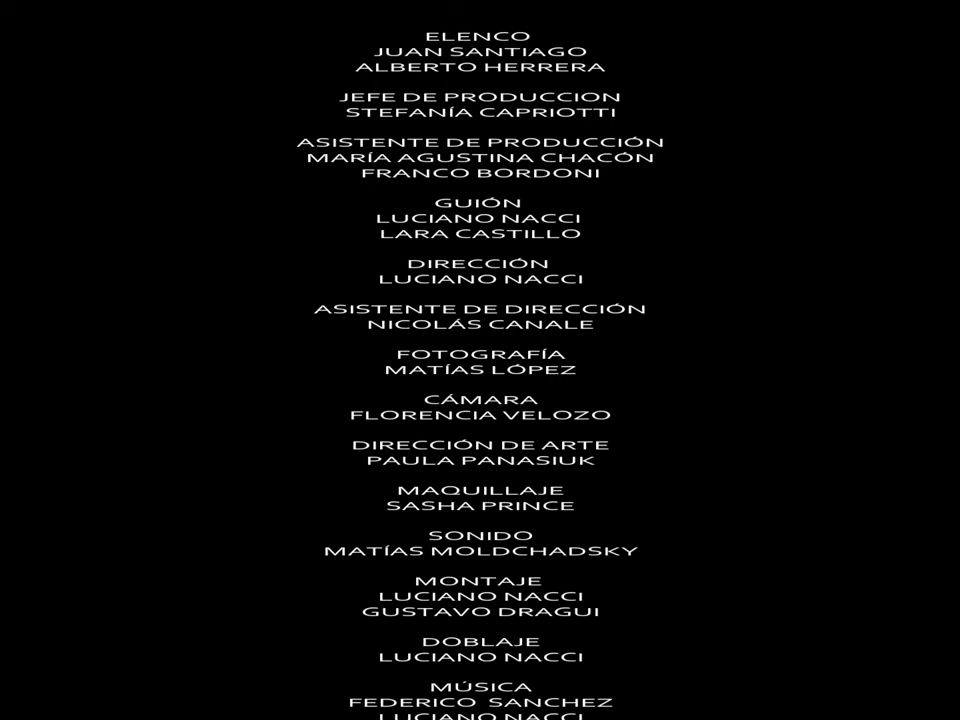 ELENCO
JUAN SANTIAGO
ALBERTO HERRERA
JEFE DE PRODUCCION
STEFANÍA CAPRIOTTI
ASISTENTE DE PRODUCCIÓN
MARÍA AGUSTINA CHACÓN
FRANCO BORDONI
GUIÓN
LUCIANO NACCI
LARA CASTILLO
DIRECCIÓN
LUCIANO NACCI
ASISTENTE DE DIRECCIÓN
NICOLÁS CANALE
FOTOGRAFÍA
MATÍAS LÓPEZ
CÁMARA
FLORENCIA VELOZO
DIRECCIÓN DE ARTE
PAULA PANASIUK
MAQUILLAJE
SASHA PRINCE
SONIDO
MATÍAS MOLDCHADSKY
MONTAJE
LUCIANO NACCI
GUSTAVO DRAGUI
DOBLAJE
LUCIANO NACCI
MÚSICA
FEDERICO SANCHEZ
LUCIANO NACCI